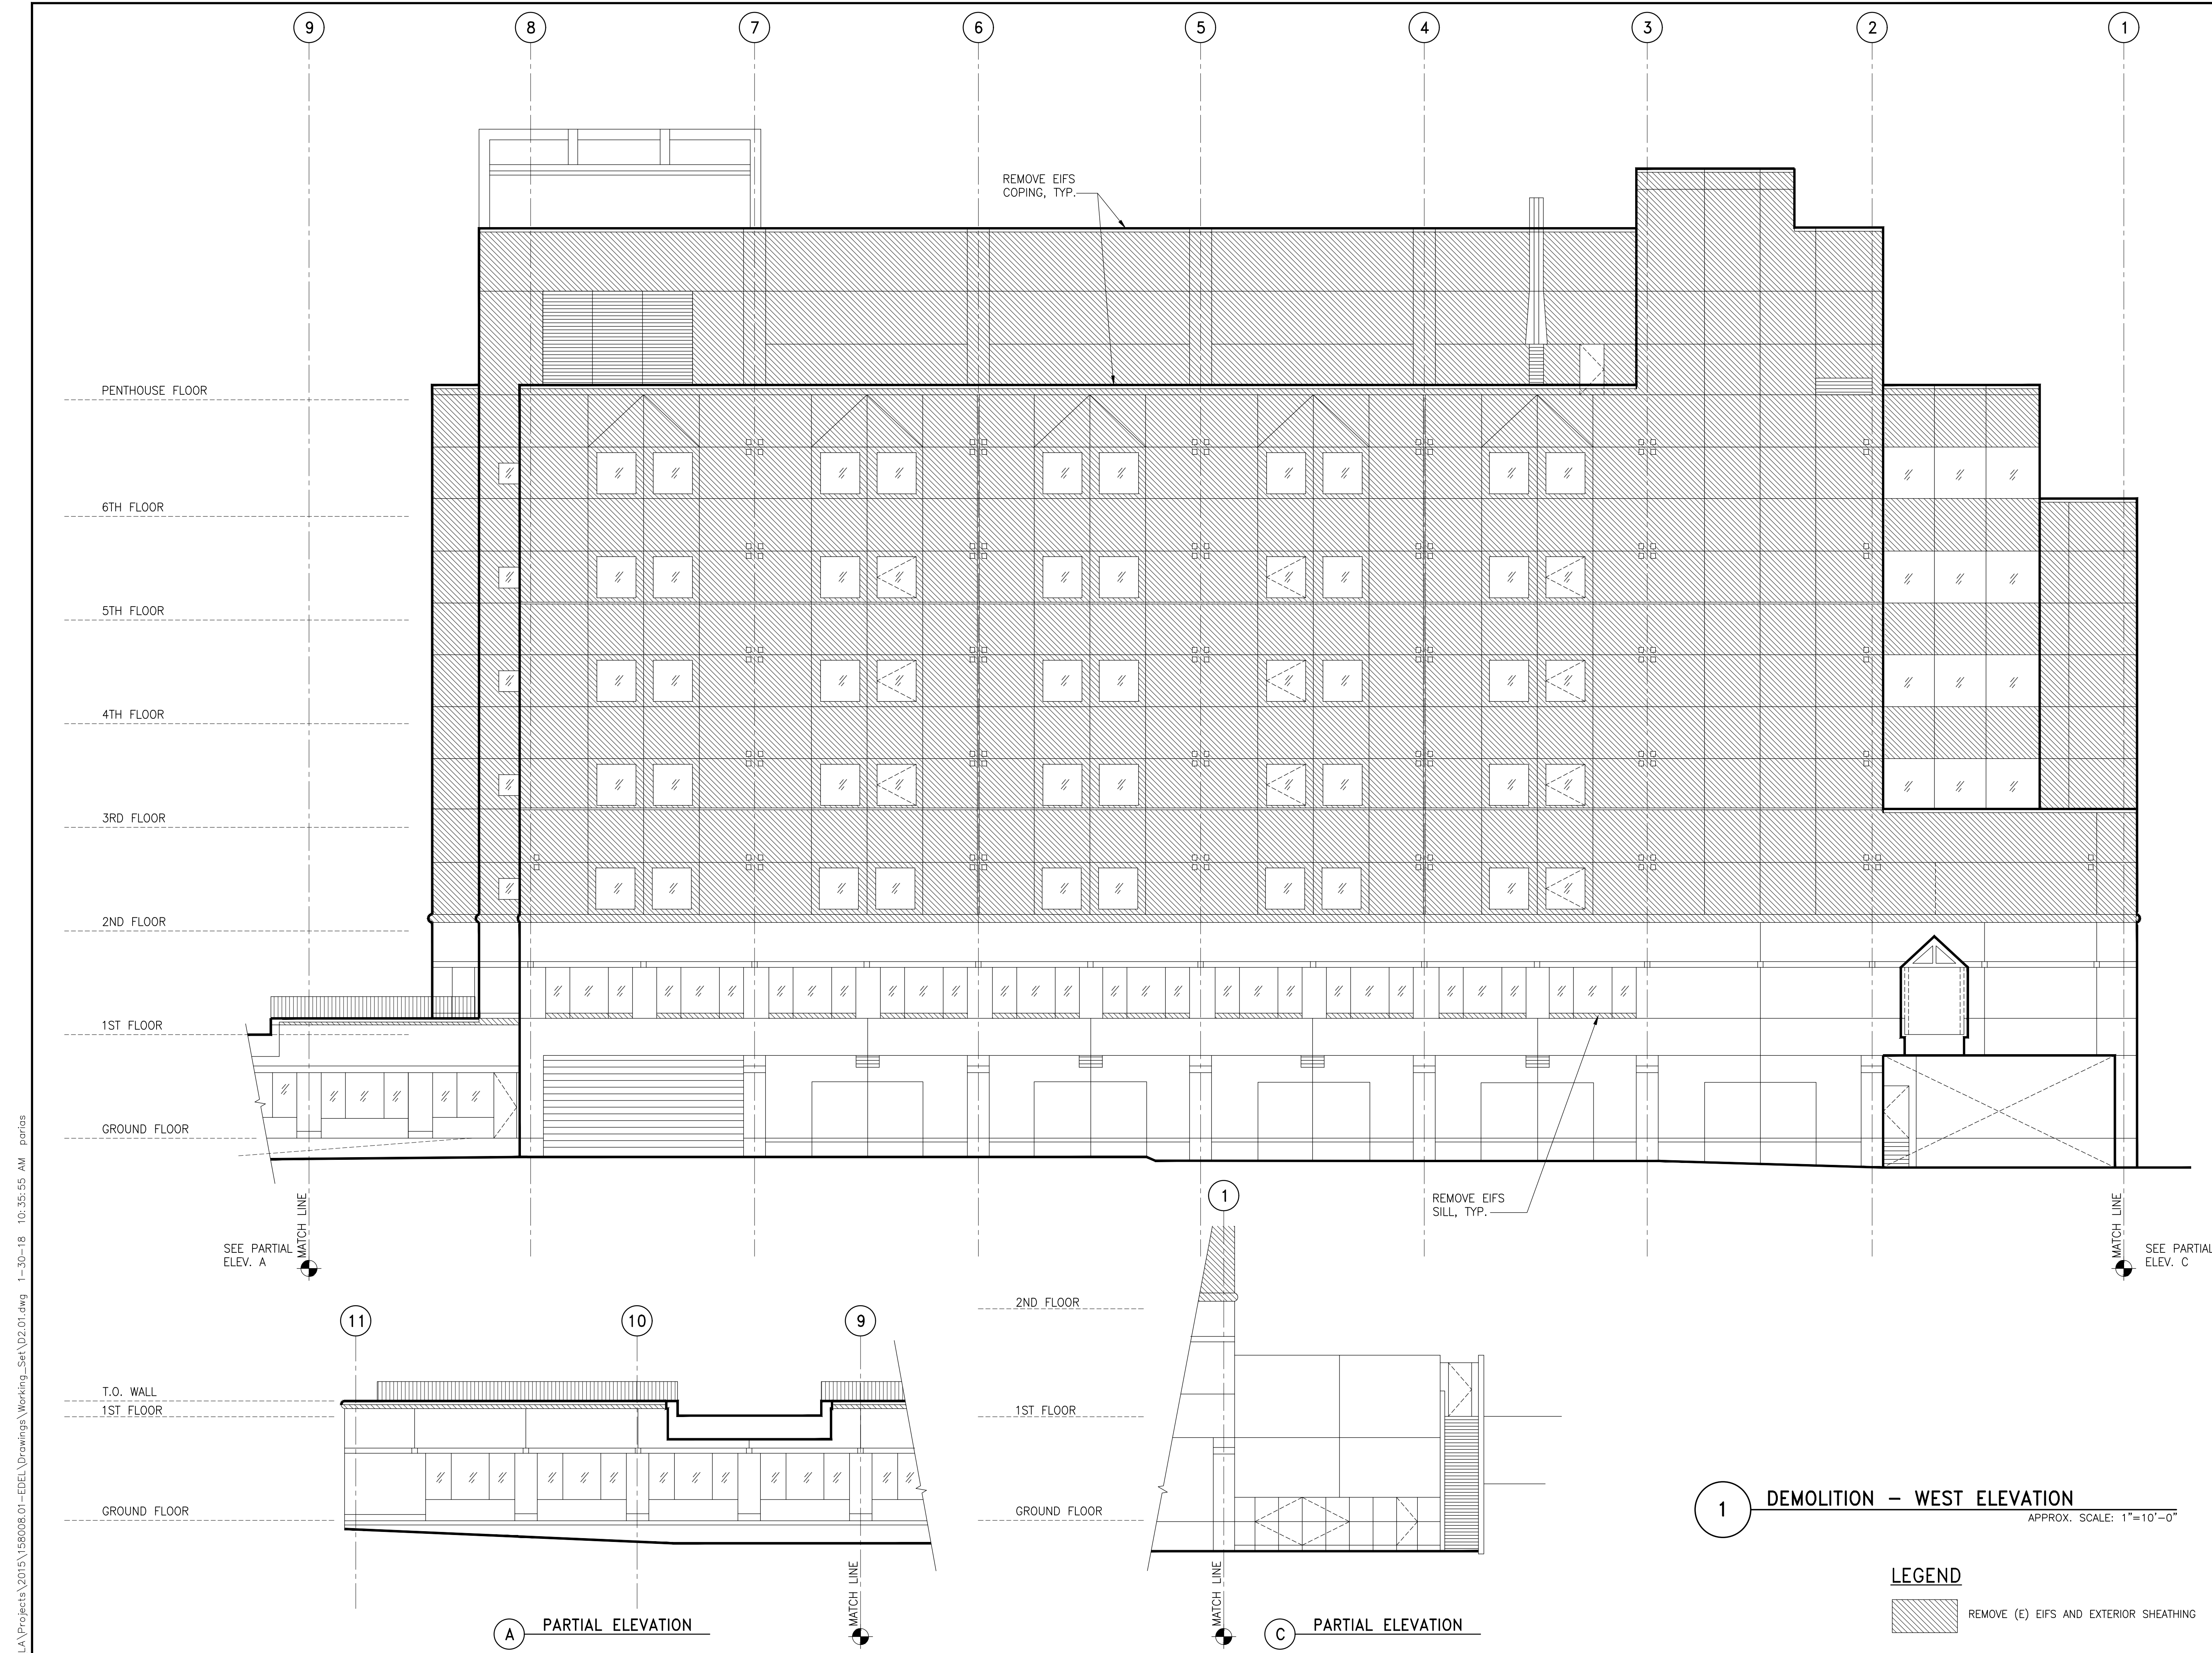 9
8
7
6
5
4
3
2
1
REMOVE EIFS
COPING, TYP.
PENTHOUSE FLOOR
6TH FLOOR
5TH FLOOR
4TH FLOOR
3RD FLOOR
2ND FLOOR
1ST FLOOR
GROUND FLOOR
REMOVE EIFS
SILL, TYP.
MATCH LINE
SEE PARTIAL
ELEV. A
MATCH LINE
SEE PARTIAL
ELEV. C
11
10
9
T.O. WALL
1ST FLOOR
GROUND FLOOR
MATCH LINE
A
PARTIAL ELEVATION
1
2ND FLOOR
1ST FLOOR
GROUND FLOOR
MATCH LINE
C
PARTIAL ELEVATION
1
DEMOLITION – WEST ELEVATION
APPROX. SCALE: 1"=10'-0"
LEGEND
REMOVE (E) EIFS AND EXTERIOR SHEATHING
LA\Projects\2015\158008.01-EDEL\Drawings\Working_Set\D2.01.dwg 1-30-18 10:35:55 AM parias